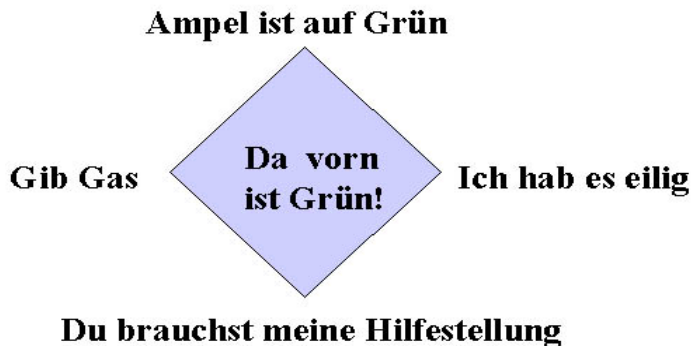 Ampel ist auf Grün
Gib Gas
Da vorn
ist Grün!
Ich hab es eilig
Du brauchst meine Hilfestellung